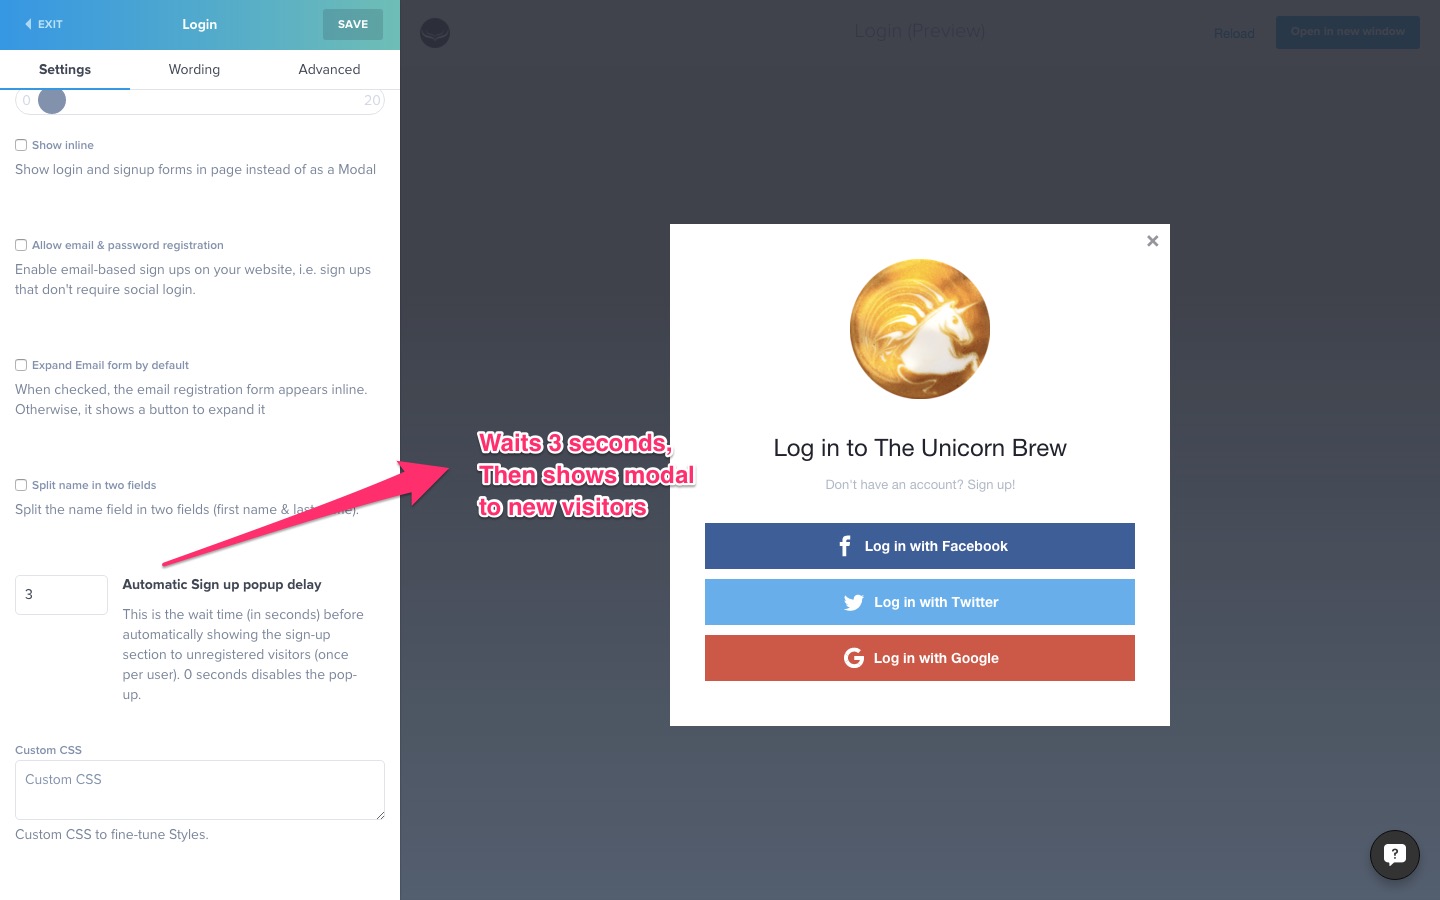 EXIT
Login
SAVE
Login (Preview)
Reload
Open in new window
Settings
Wording
Advanced
0
20
Show inline
Show login and signup forms in page instead of as a Modal
Allow email & password registration
Enable email-based sign ups on your website, i.e. sign ups
that don't require social login.
Expand Email form by default
When checked, the email registration form appears inline.
Otherwise, it shows a button to expand it
Split name in two fields
Split the name field in two fields (first name & last name).
3
Automatic Sign up popup delay
This is the wait time (in seconds) before
automatically showing the sign-up
section to unregistered visitors (once
per user). 0 seconds disables the pop-
up.
Custom CSS
Custom CSS
Custom CSS to fine-tune Styles.
Waits 3 seconds,
Then shows modal
to new visitors
×
Log in to The Unicorn Brew
Don't have an account? Sign up!
Log in with Facebook
Log in with Twitter
Log in with Google
?